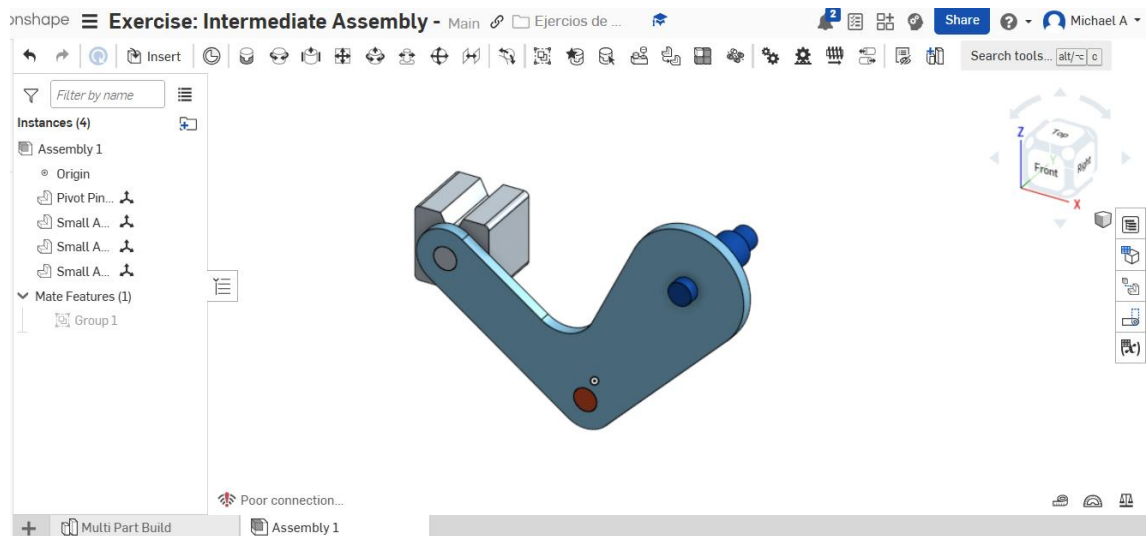 onshape Exercise: Intermediate Assembly - Main Ejercios de ... 2 Share Michael A
Insert Search tools... alt/⌥ c
Filter by name
Instances (4)
Assembly 1
Origin
Pivot Pin...
Small A...
Small A...
Small A...
Mate Features (1)
Group 1
Z Top
Front Right
X
(x)
Poor connection...
Multi Part Build Assembly 1